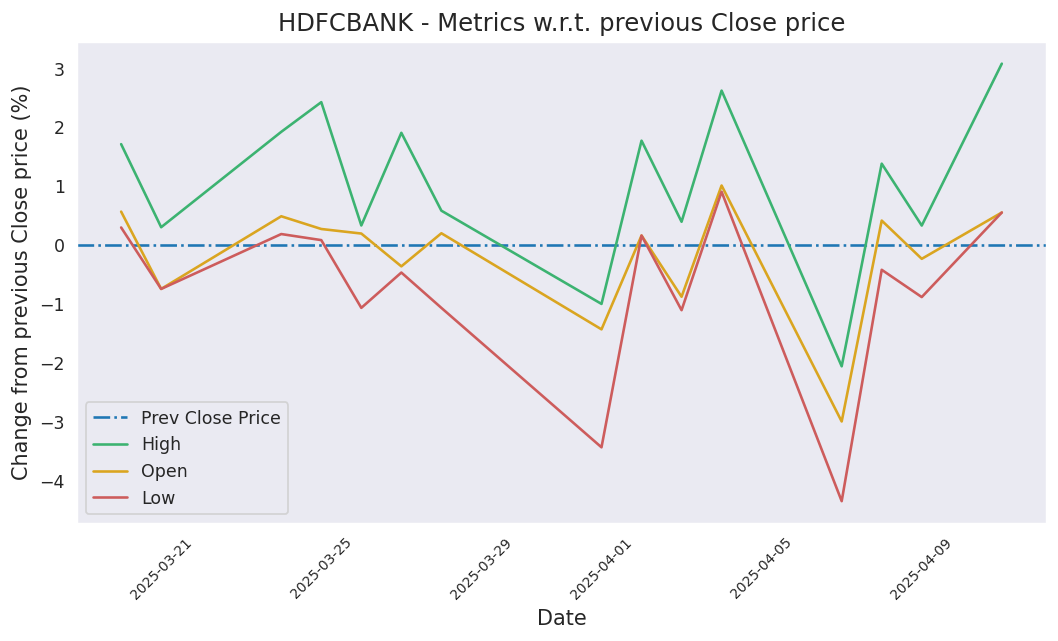 HDFCBANK - Metrics w.r.t. previous Close price
Change from previous Close price (%)
3
2
1
0
−1
−2
−3
−4
Prev Close Price
High
Open
Low
2025-03-21
2025-03-25
2025-03-29
2025-04-01
2025-04-05
2025-04-09
Date